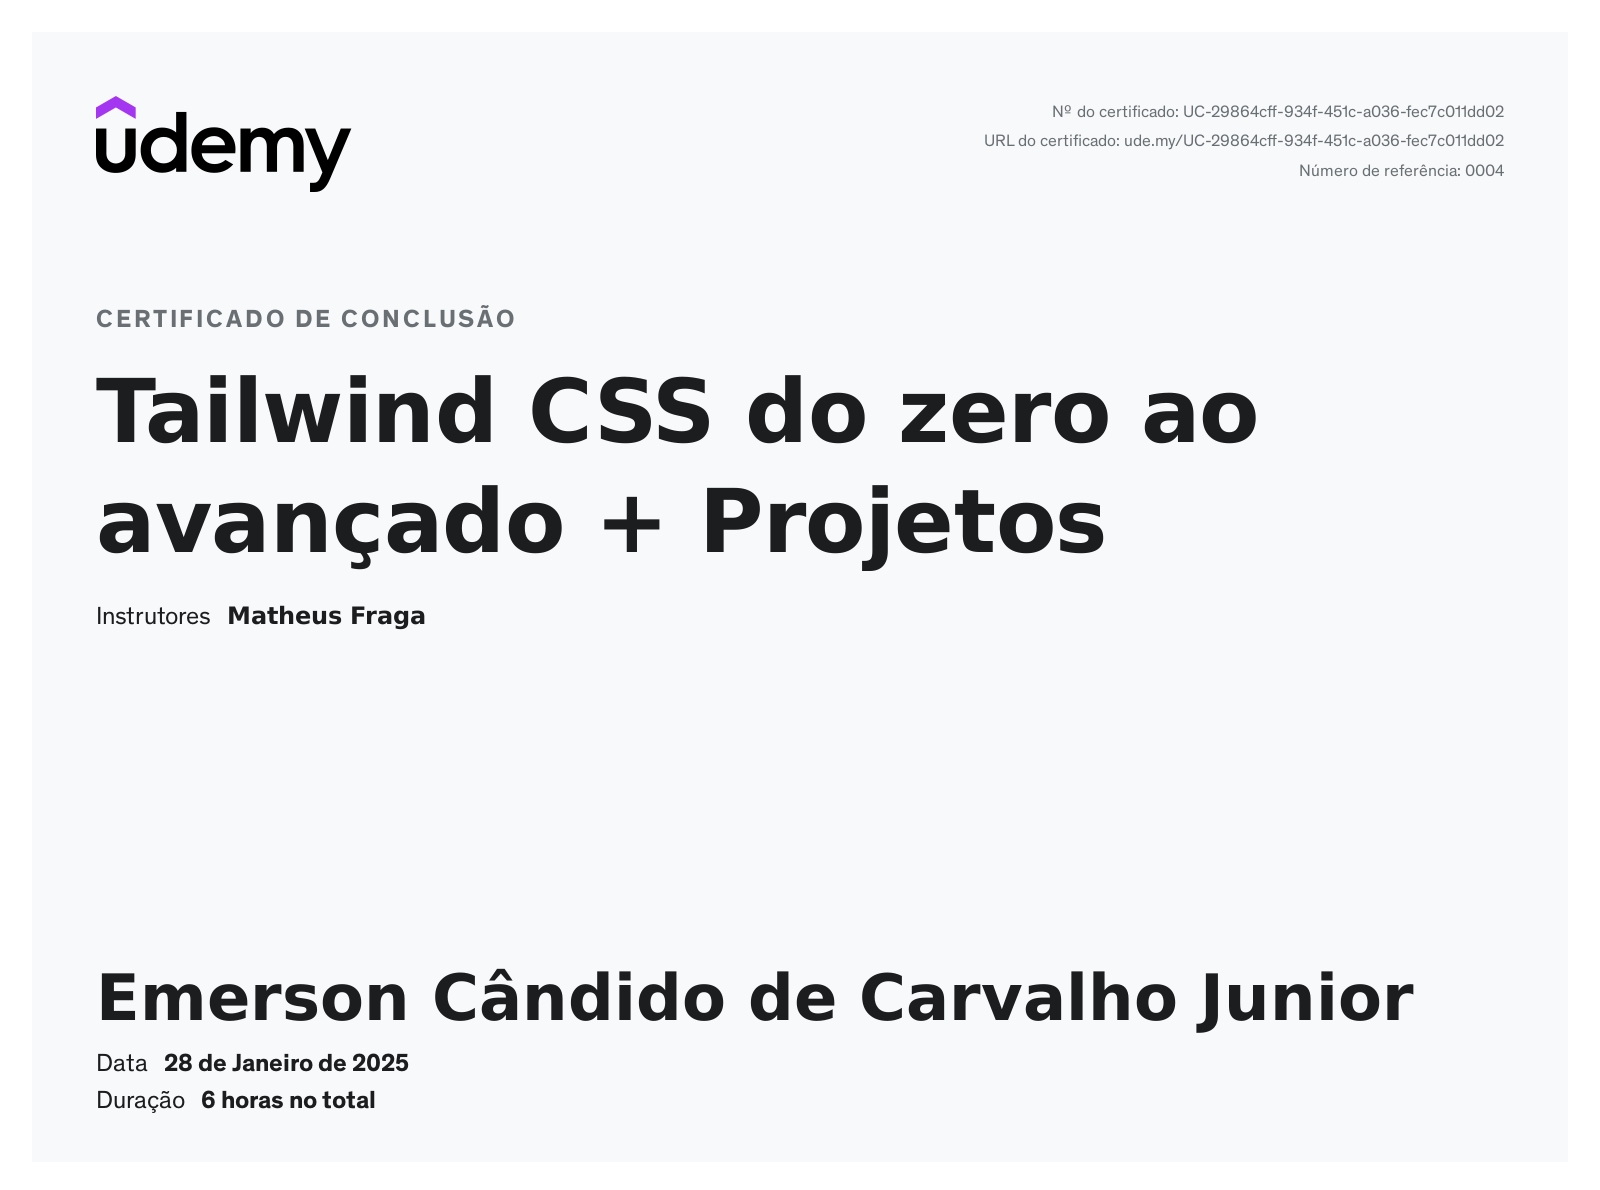 udemy
Nº do certificado: UC-29864cff-934f-451c-a036-fec7c011dd02
URL do certificado: ude.my/UC-29864cff-934f-451c-a036-fec7c011dd02
Número de referência: 0004
CERTIFICADO DE CONCLUSÃO
Tailwind CSS do zero ao
avançado + Projetos
Instrutores Matheus Fraga
Emerson Cândido de Carvalho Junior
Data 28 de Janeiro de 2025
Duração 6 horas no total